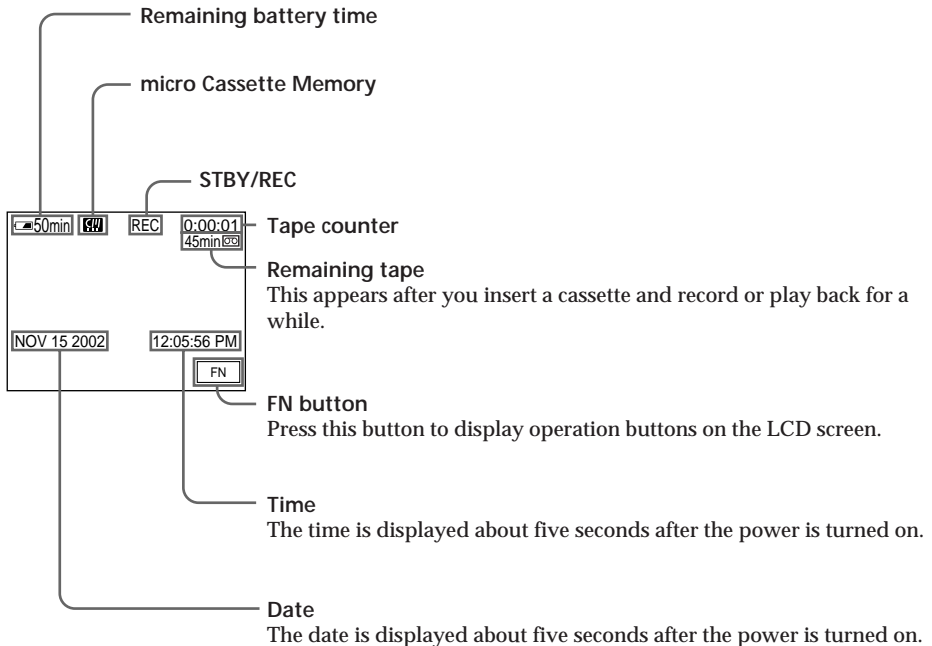 Remaining battery time
micro Cassette Memory
STBY/REC
50min
REC
0:00:01
Tape counter
45min
Remaining tape
This appears after you insert a cassette and record or play back for a
while.
NOV 15 2002
12:05:56 PM
FN
FN button
Press this button to display operation buttons on the LCD screen.
Time
The time is displayed about five seconds after the power is turned on.
Date
The date is displayed about five seconds after the power is turned on.